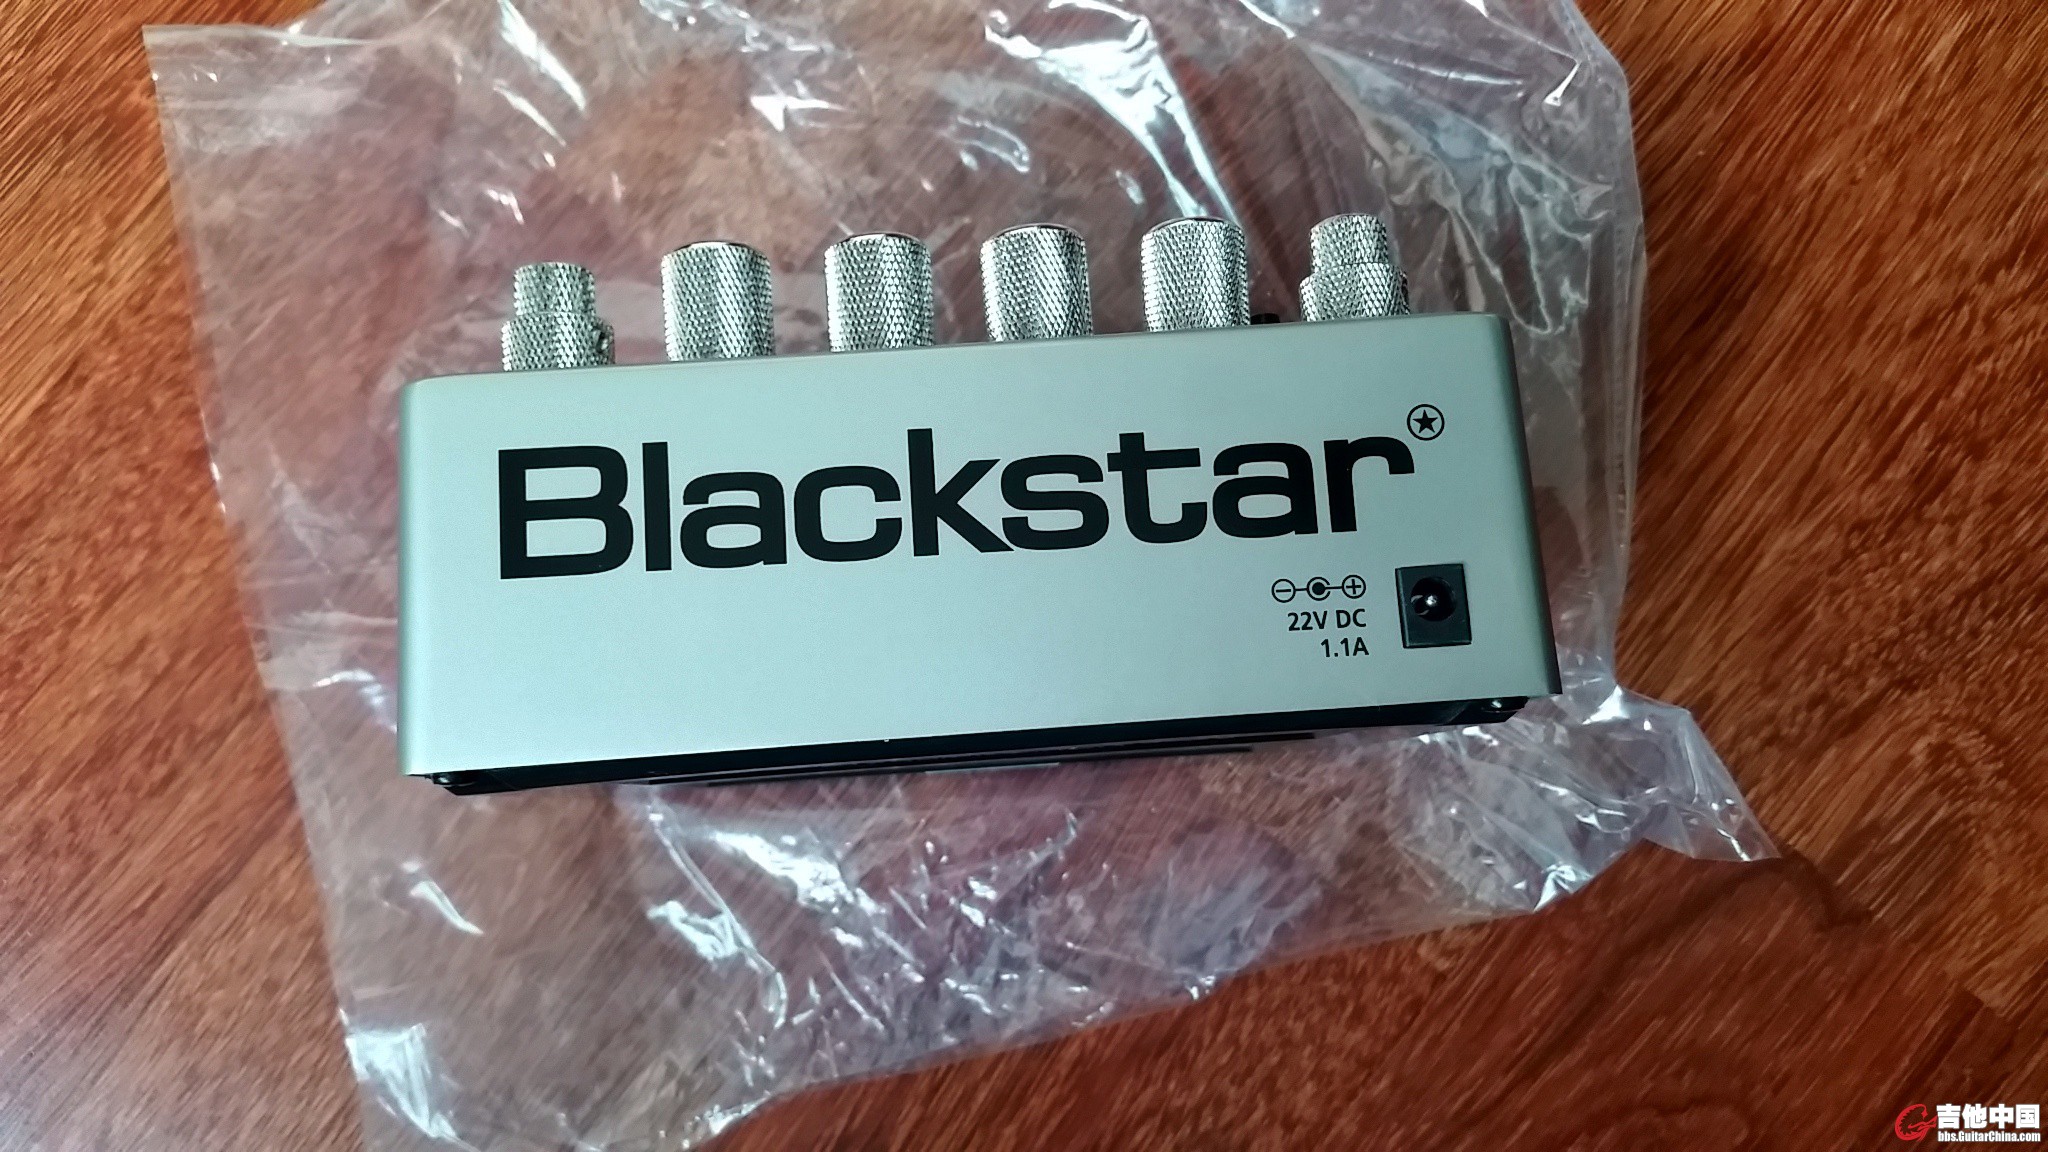 Blackstar
22V DC
1.1A
吉他中国
bbs.GuitarChina.com